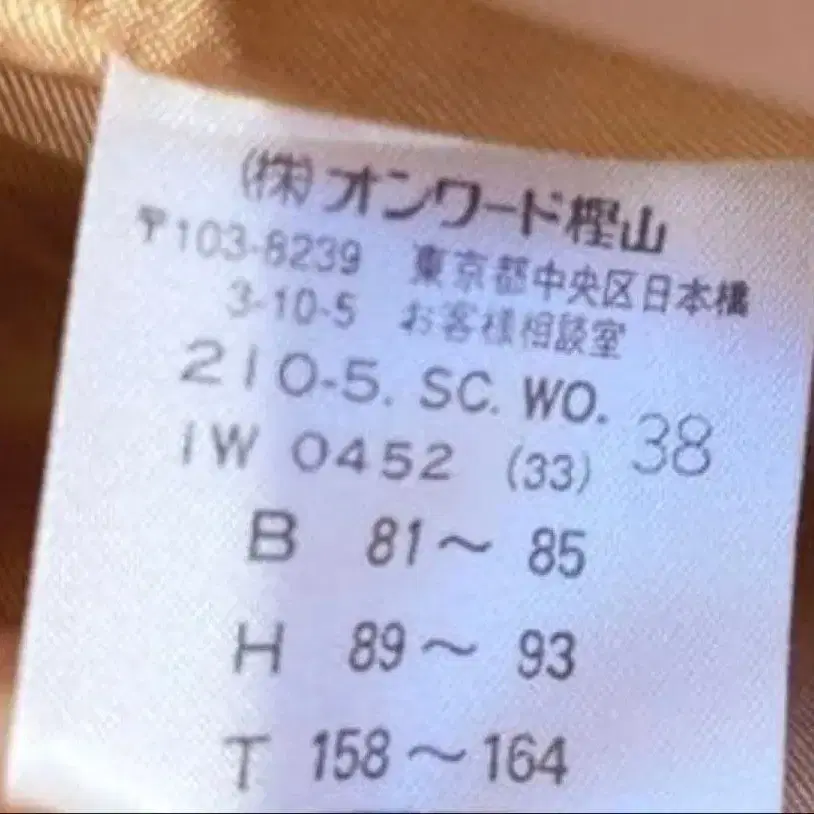 (株)オンワード樫山
〒103-8239 東京都中央区日本橋
3-10-5 お客様相談室
210-5. SC. WO. 38
IW 0452 (33)
B 81〜 85
H 89〜 93
T 158〜164